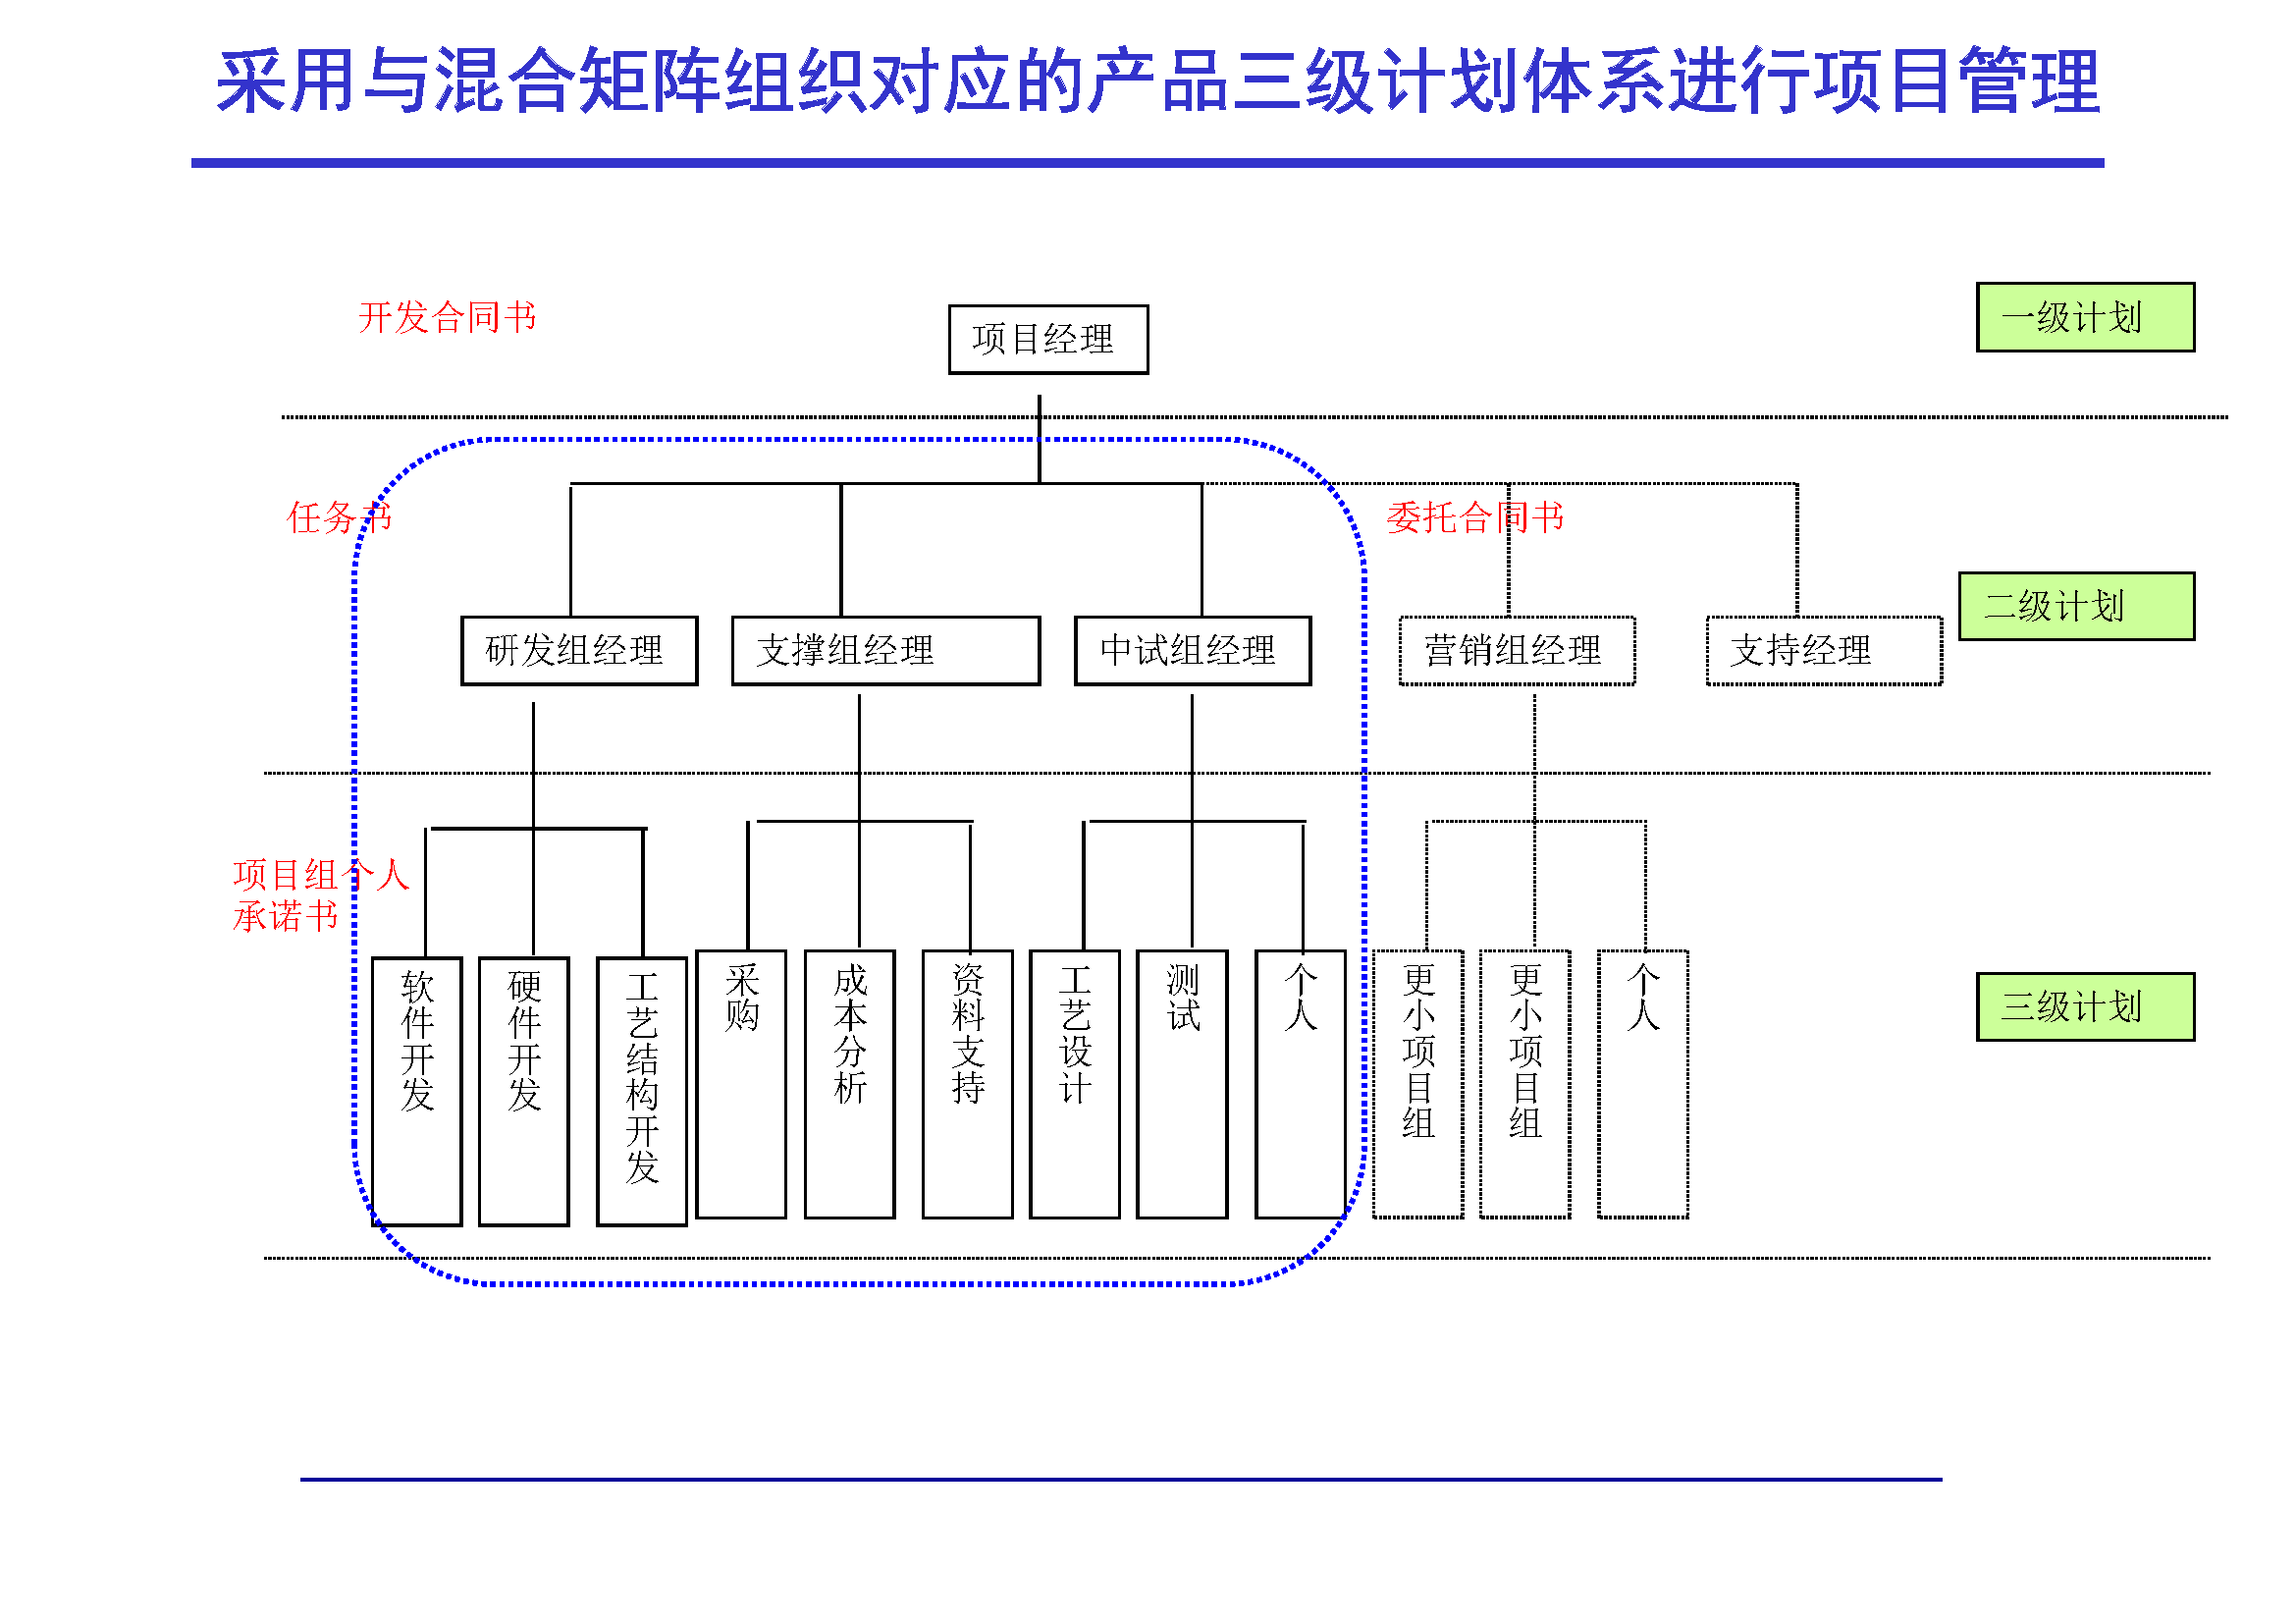 采用与混合矩阵组织对应的产品三级计划体系进行项目管理
开发合同书
项目经理
一级计划
任务书
委托合同书
研发组经理
支撑组经理
中试组经理
营销组经理
支持经理
二级计划
项目组个人
承诺书
软件开发
硬件开发
工艺结构开发
采购
成本分析
资料支持
工艺设计
测试
个人
更小项目组
更小项目组
个人
三级计划